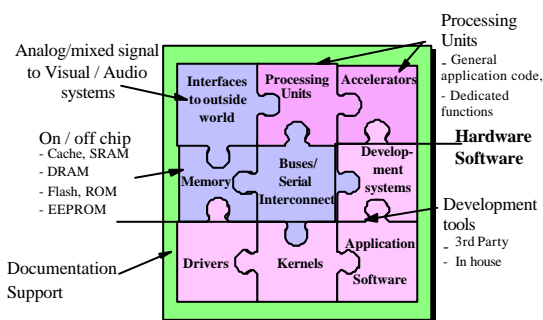 Processing
Units
- General
application code,
- Dedicated
functions
Analog/mixed signal
to Visual / Audio
systems
Interfaces
to outside
world
Processing
Units
Accelerators
Hardware
Software
On / off chip
- Cache, SRAM
- DRAM
- Flash, ROM
- EEPROM
Memory
Buses/
Serial
Interconnect
Develop-
ment
systems
Development
tools
- 3rd Party
- In house
Documentation
Support
Drivers
Kernels
Application
Software